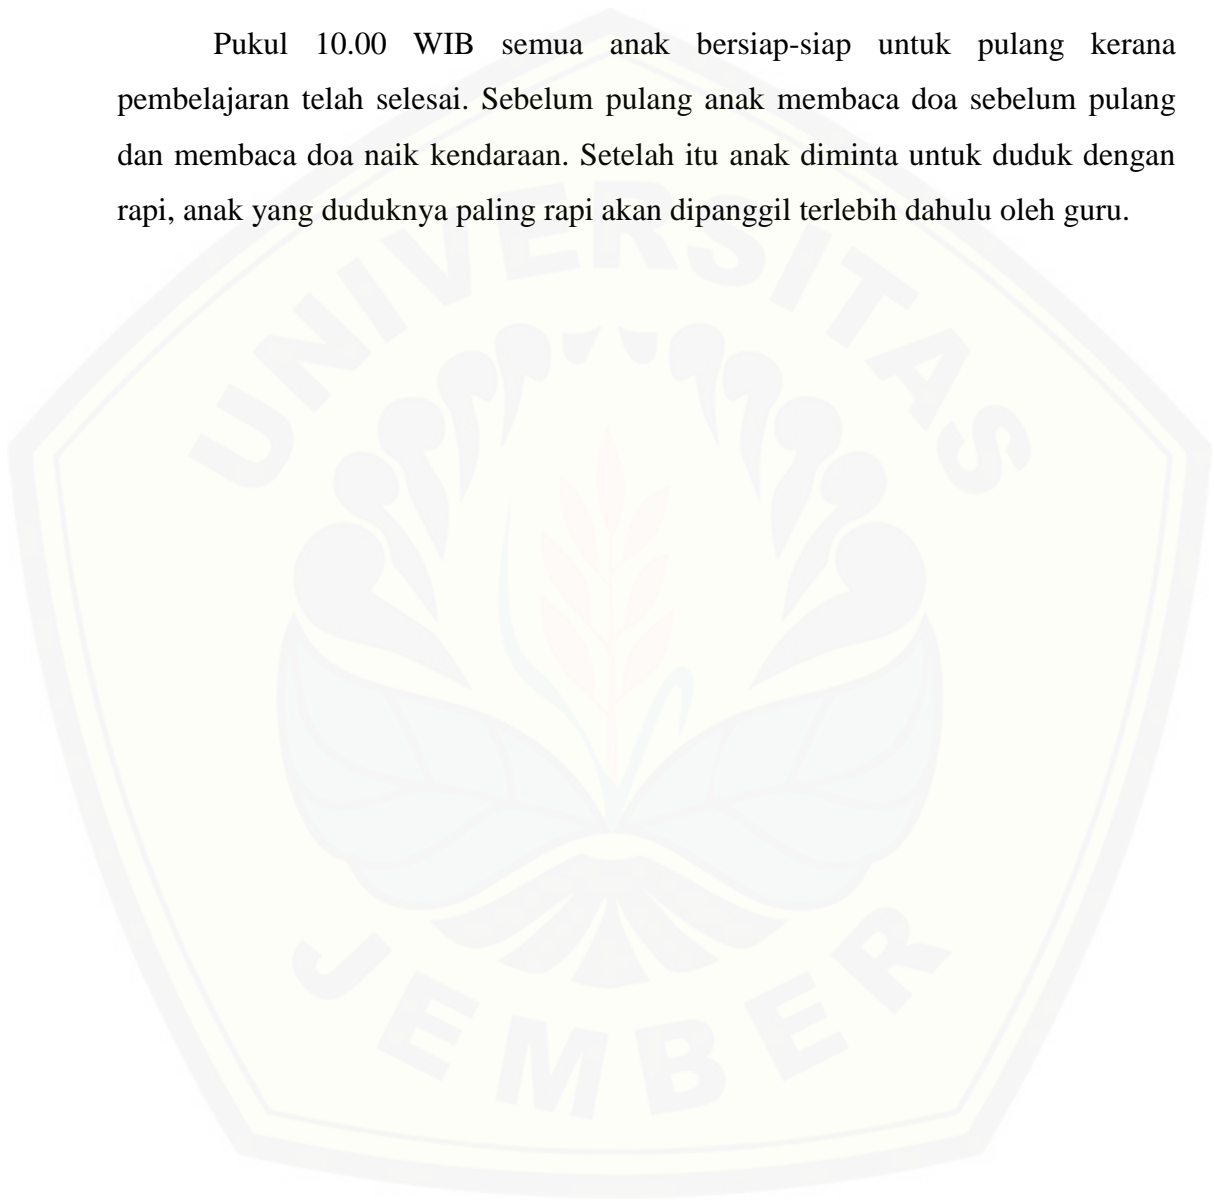 Pukul 10.00 WIB semua anak bersiap-siap untuk pulang kerana
pembelajaran telah selesai. Sebelum pulang anak membaca doa sebelum pulang
dan membaca doa naik kendaraan. Setelah itu anak diminta untuk duduk dengan
rapi, anak yang duduknya paling rapi akan dipanggil terlebih dahulu oleh guru.
UNIVERSITAS
JEMBER